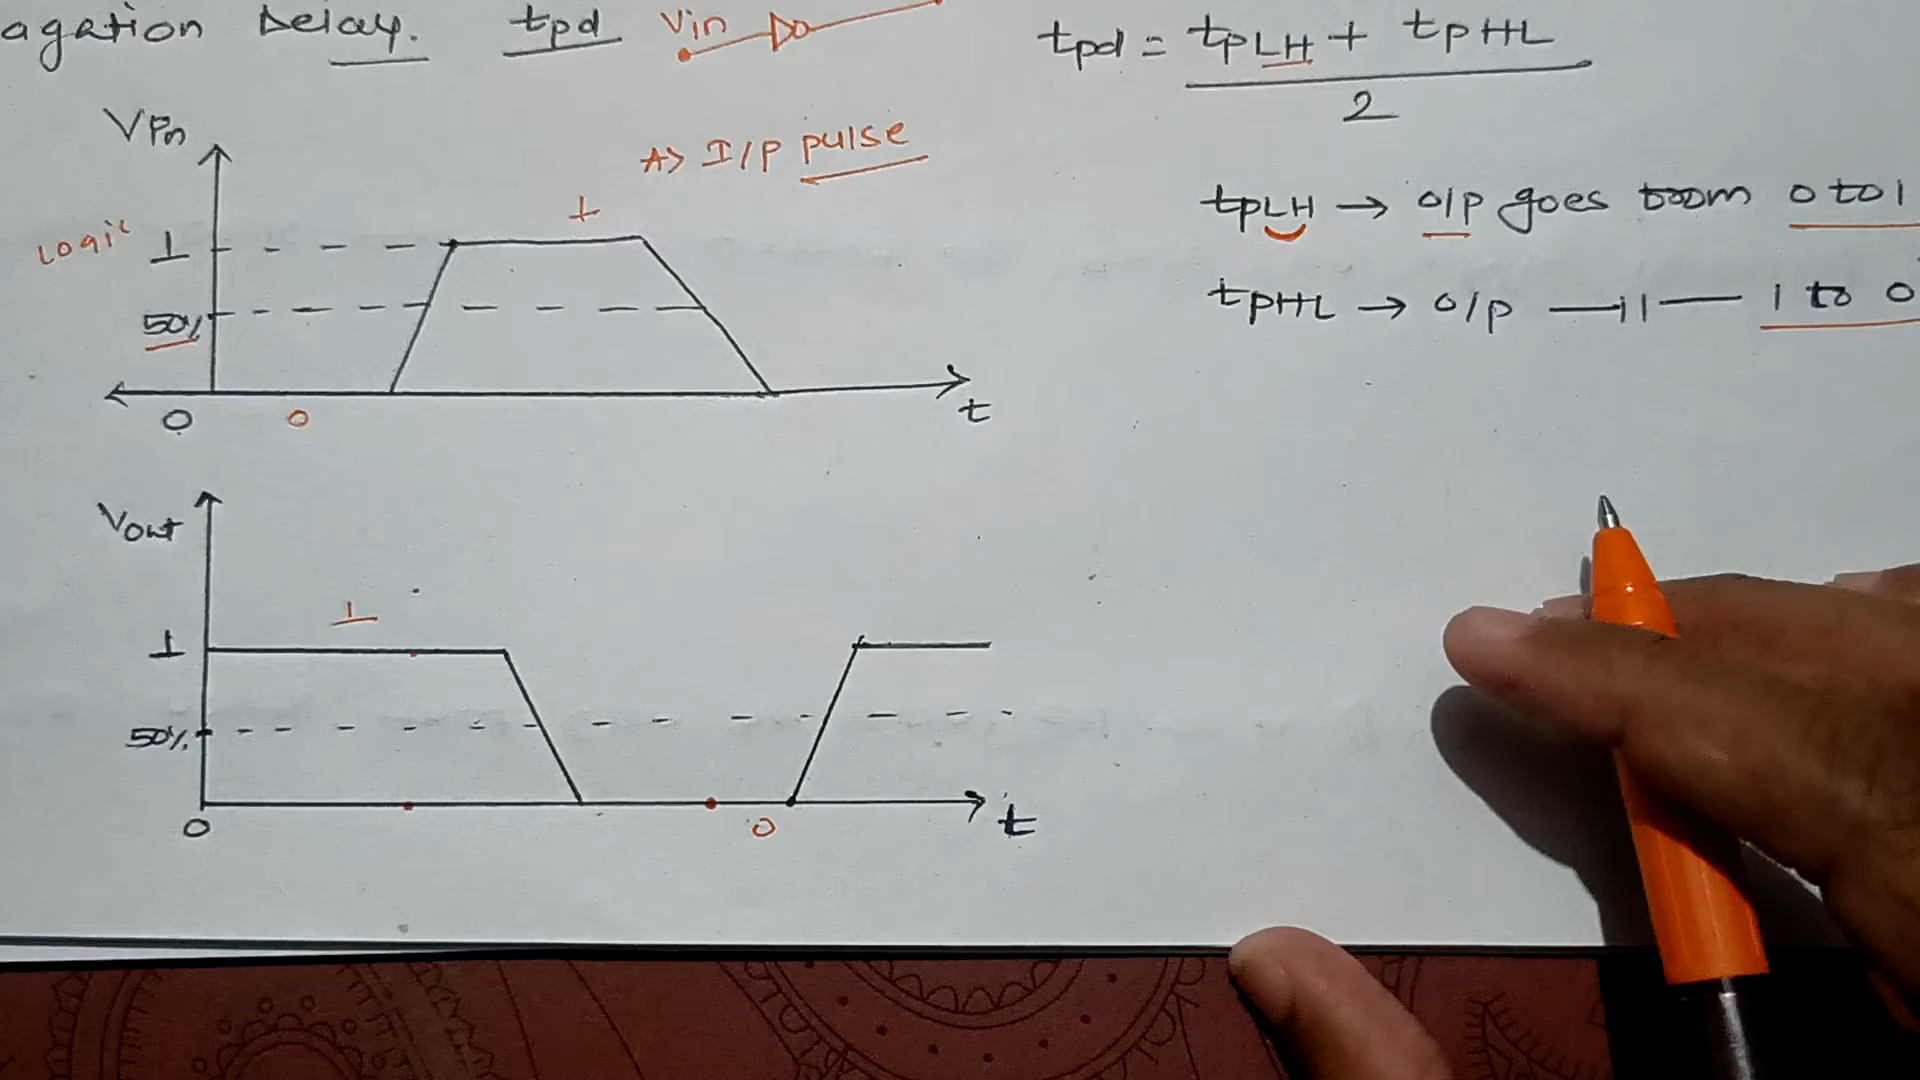 agation Delay. tpd Vin
tpd = tpLH + tpHL
2
Vin
A> I/P pulse
tpLH → o/p goes from 0 to 1
tpHL → o/p —11— 1 to 0
1
Logic 1
50%
0 0 t
Vout
1
1
50%
0 0 t